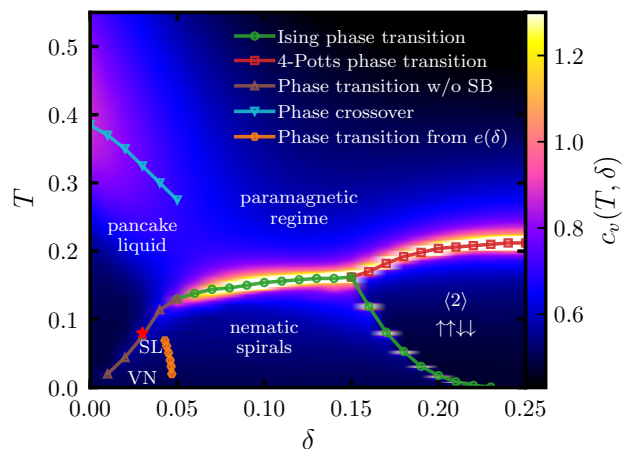 Ising phase transition
4-Potts phase transition
Phase transition w/o SB
Phase crossover
Phase transition from e(δ)
pancake
liquid
paramagnetic
regime
nematic
spirals
⟨2⟩
↑↑↓↓
SL
VN
0.5
0.4
0.3
0.2
0.1
0.0
T
0.00
0.05
0.10
0.15
0.20
0.25
δ
1.2
1.0
0.8
0.6
c_v(T, δ)